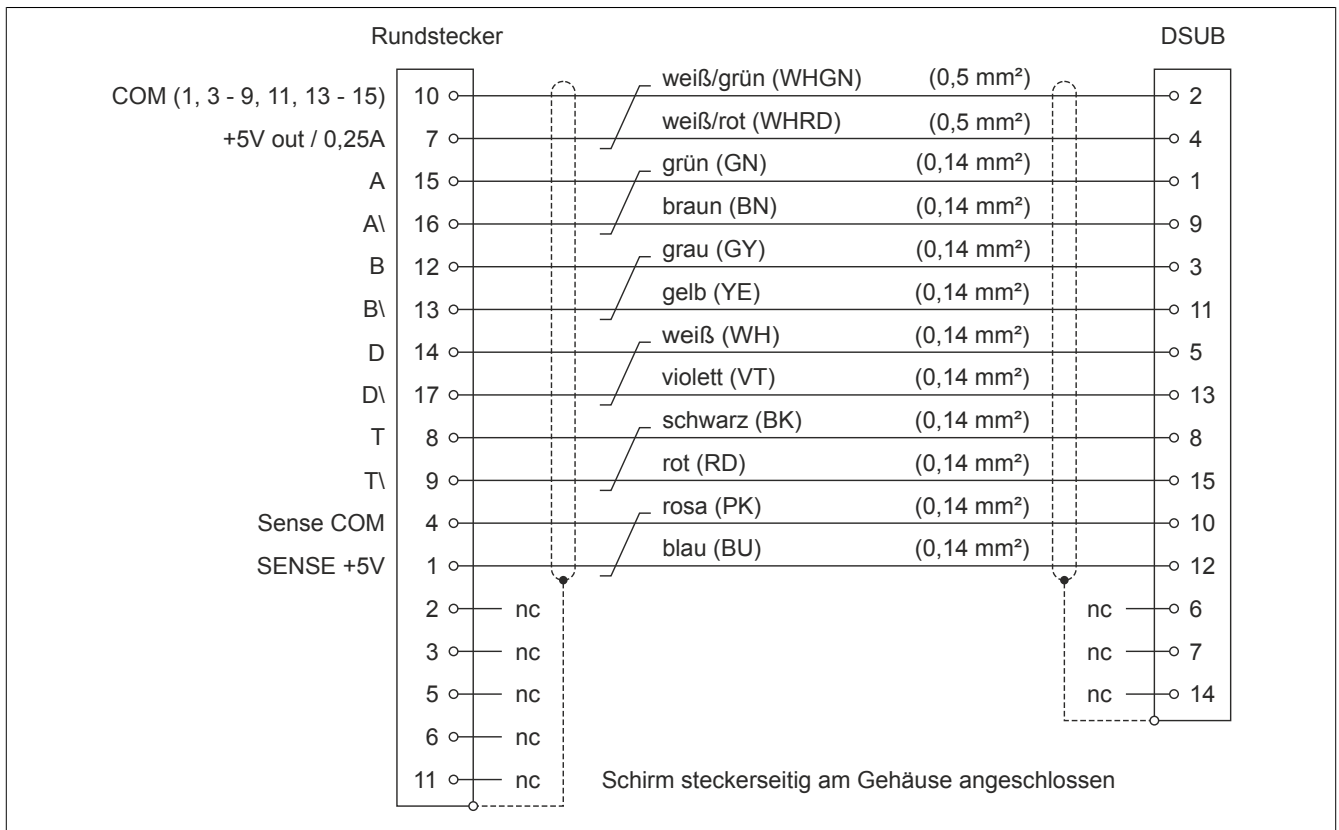 Rundstecker DSUB
COM (1, 3 - 9, 11, 13 - 15) 10 weiß/grün (WHGN) (0,5 mm²) 2
+5V out / 0,25A 7 weiß/rot (WHRD) (0,5 mm²) 4
A 15 grün (GN) (0,14 mm²) 1
A\ 16 braun (BN) (0,14 mm²) 9
B 12 grau (GY) (0,14 mm²) 3
B\ 13 gelb (YE) (0,14 mm²) 11
D 14 weiß (WH) (0,14 mm²) 5
D\ 17 violett (VT) (0,14 mm²) 13
T 8 schwarz (BK) (0,14 mm²) 8
T\ 9 rot (RD) (0,14 mm²) 15
Sense COM 4 rosa (PK) (0,14 mm²) 10
SENSE +5V 1 blau (BU) (0,14 mm²) 12
2 nc nc 6
3 nc nc 7
5 nc nc 14
6 nc
11 nc Schirm steckerseitig am Gehäuse angeschlossen